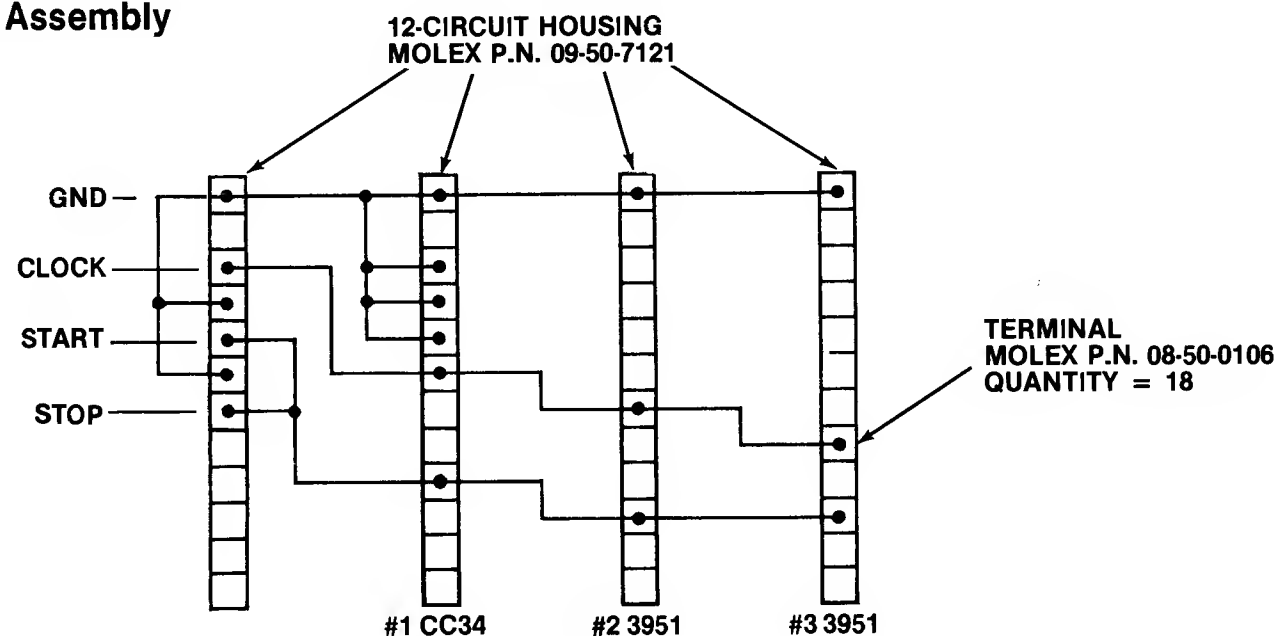 Assembly
12-CIRCUIT HOUSING
MOLEX P.N. 09-50-7121
GND
CLOCK
START
STOP
TERMINAL
MOLEX P.N. 08-50-0106
QUANTITY = 18
#1 CC34
#2 3951
#3 3951